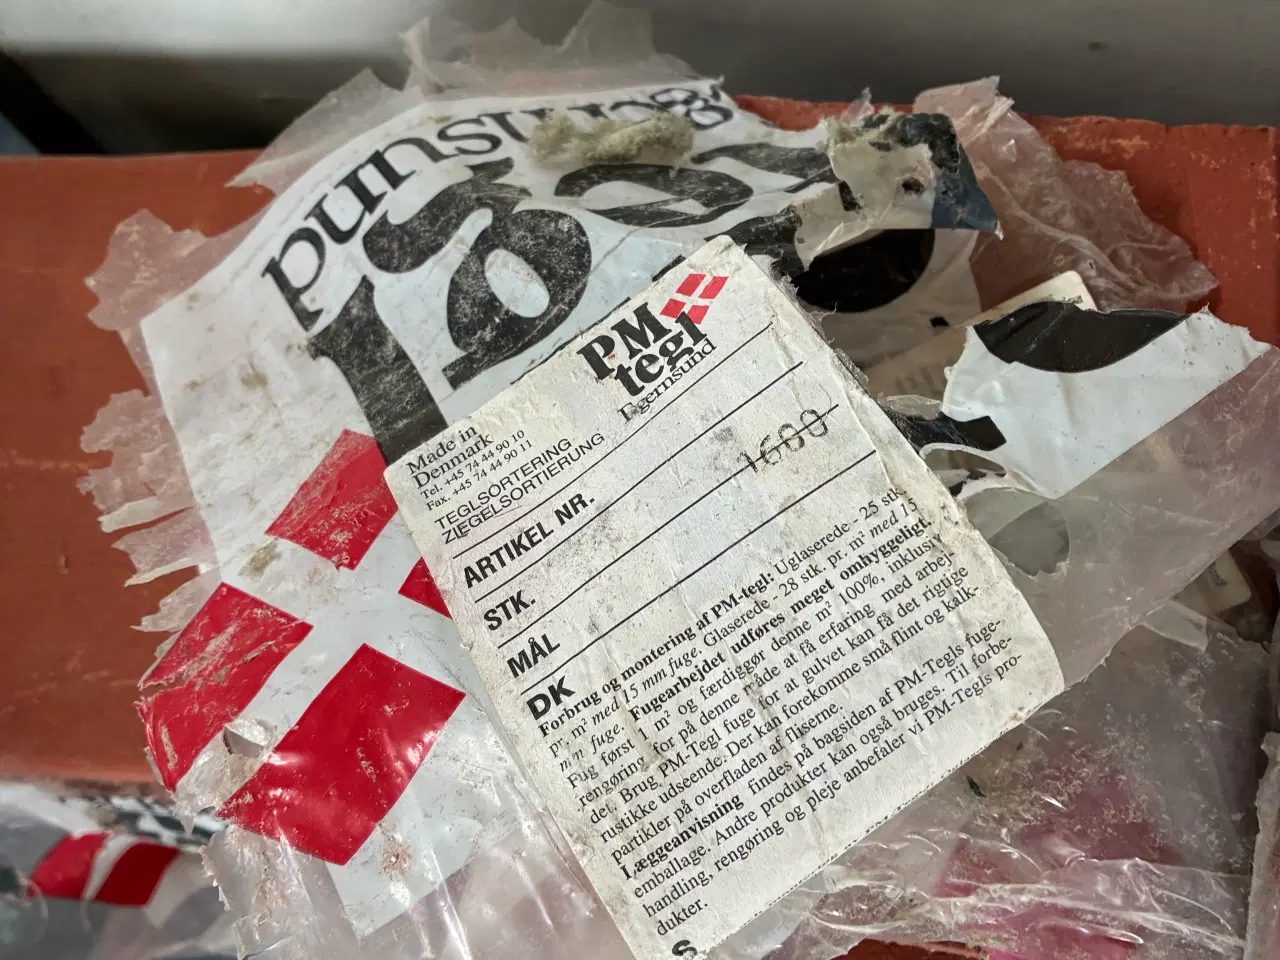 tegl
Egernsund
PM
tegl
Egernsund
Made in
Denmark
Tel. +45 74 44 90 10
Fax. +45 74 44 90 11
TEGLSORTERING
ZIEGELSORTIERUNG
ARTIKEL NR.
1600
STK.
MÅL
DK
Forbrug og montering af PM-tegl: Uglaserede - 25 stk.
pr. m² med 15 mm fuge. Glaserede - 28 stk. pr. m² med 15
mm fuge. Fugearbejdet udføres meget omhyggeligt.
Fug først 1 m² og færdiggør denne m² 100%, inklusiv
rengøring for på denne måde at få erfaring med arbej-
det. Brug PM-Tegl fuge for at gulvet kan få det rigtige
rustikke udseende. Der kan forekomme små flint og kalk-
partikler på overfladen af fliserne.
Læggeanvisning findes på bagsiden af PM-Tegls fuge-
emballage. Andre produkter kan også bruges. Til forbe-
handling, rengøring og pleje anbefaler vi PM-Tegls pro-
dukter.
S